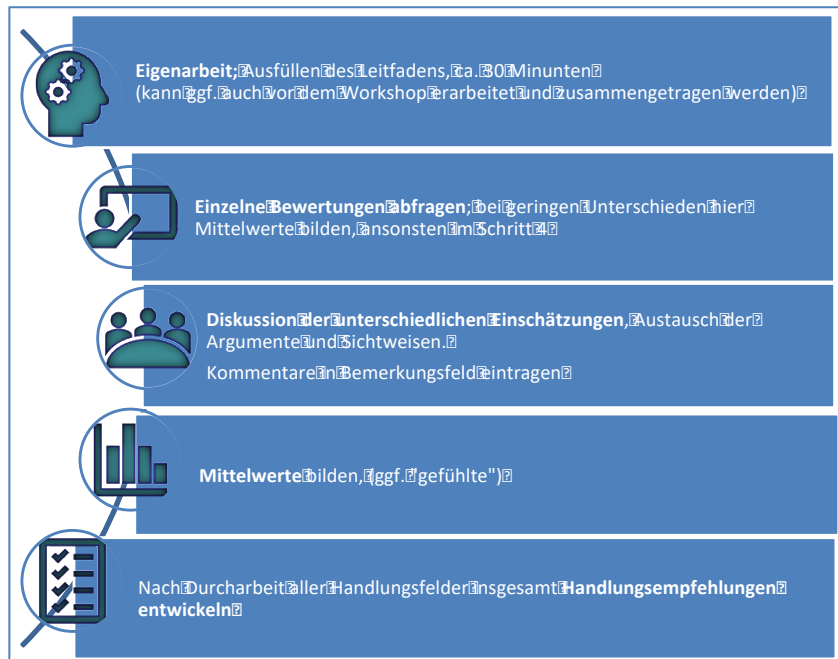 Eigenarbeit; Ausfüllen des Leitfadens, ca. 30 Minunten
(kann ggf. auch vor dem Workshop erarbeitet und zusammengetragen werden)
Einzelne Bewertungen abfragen; bei geringen Unterschieden hier
Mittelwerte bilden, ansonsten im Schritt 4
Diskussion der unterschiedlichen Einschätzungen, Austausch der
Argumente und Sichtweisen.
Kommentare in Bemerkungsfeld eintragen
Mittelwerte bilden, (ggf. "gefühlte")
Nach Durcharbeit aller Handlungsfelder insgesamt Handlungsempfehlungen
entwickeln